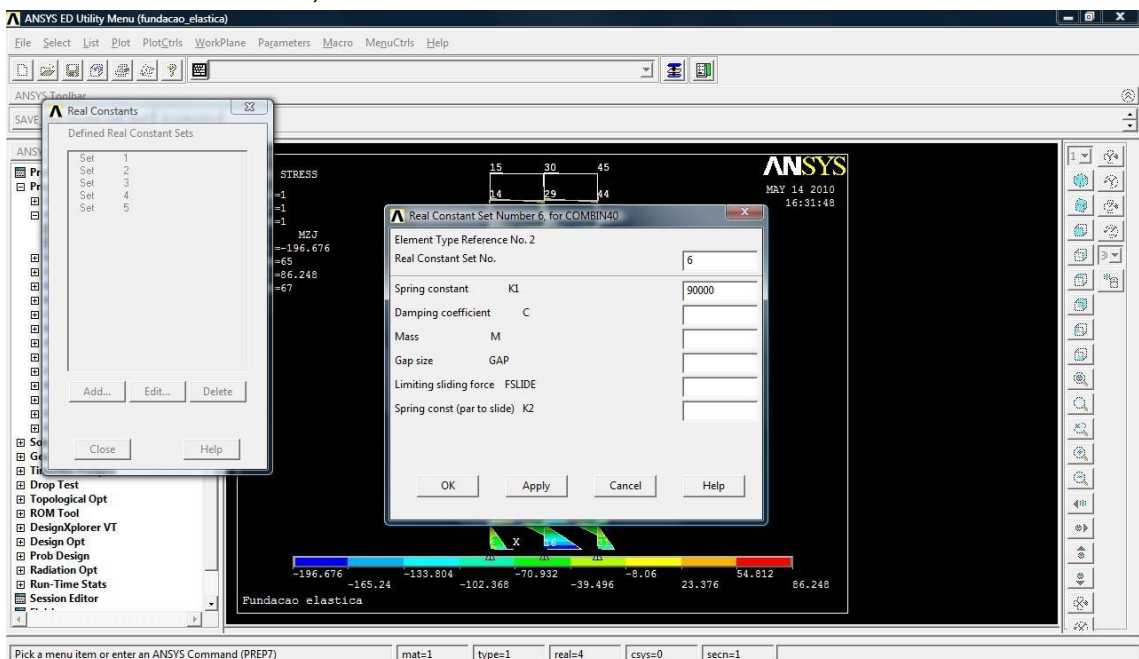 ANSYS ED Utility Menu (fundacao_elastica)
File Select List Plot PlotCtrls WorkPlane Parameters Macro MenuCtrls Help
ANSYS Toolbar
SAVE
Real Constants
Defined Real Constant Sets
Set 1
Set 2
Set 3
Set 4
Set 5
Add... Edit... Delete
Close Help
ANSY
Pr
Pr
So
Ge
Drop Test
Topological Opt
ROM Tool
DesignXplorer VT
Design Opt
Prob Design
Radiation Opt
Run-Time Stats
Session Editor
STRESS
=1
=1
=1
MZJ
=-196.676
=65
=86.248
=67
15 30 45
14 29 44
ANSYS
MAY 14 2010
16:31:48
Real Constant Set Number 6, for COMBIN40
Element Type Reference No. 2
Real Constant Set No. 6
Spring constant K1 90000
Damping coefficient C
Mass M
Gap size GAP
Limiting sliding force FSLIDE
Spring const (par to slide) K2
OK Apply Cancel Help
X 16
-196.676 -133.804 -70.932 -8.06 54.812
-165.24 -102.368 -39.496 23.376 86.248
Fundacao elastica
1
3
Pick a menu item or enter an ANSYS Command (PREP7) mat=1 type=1 real=4 csys=0 secn=1